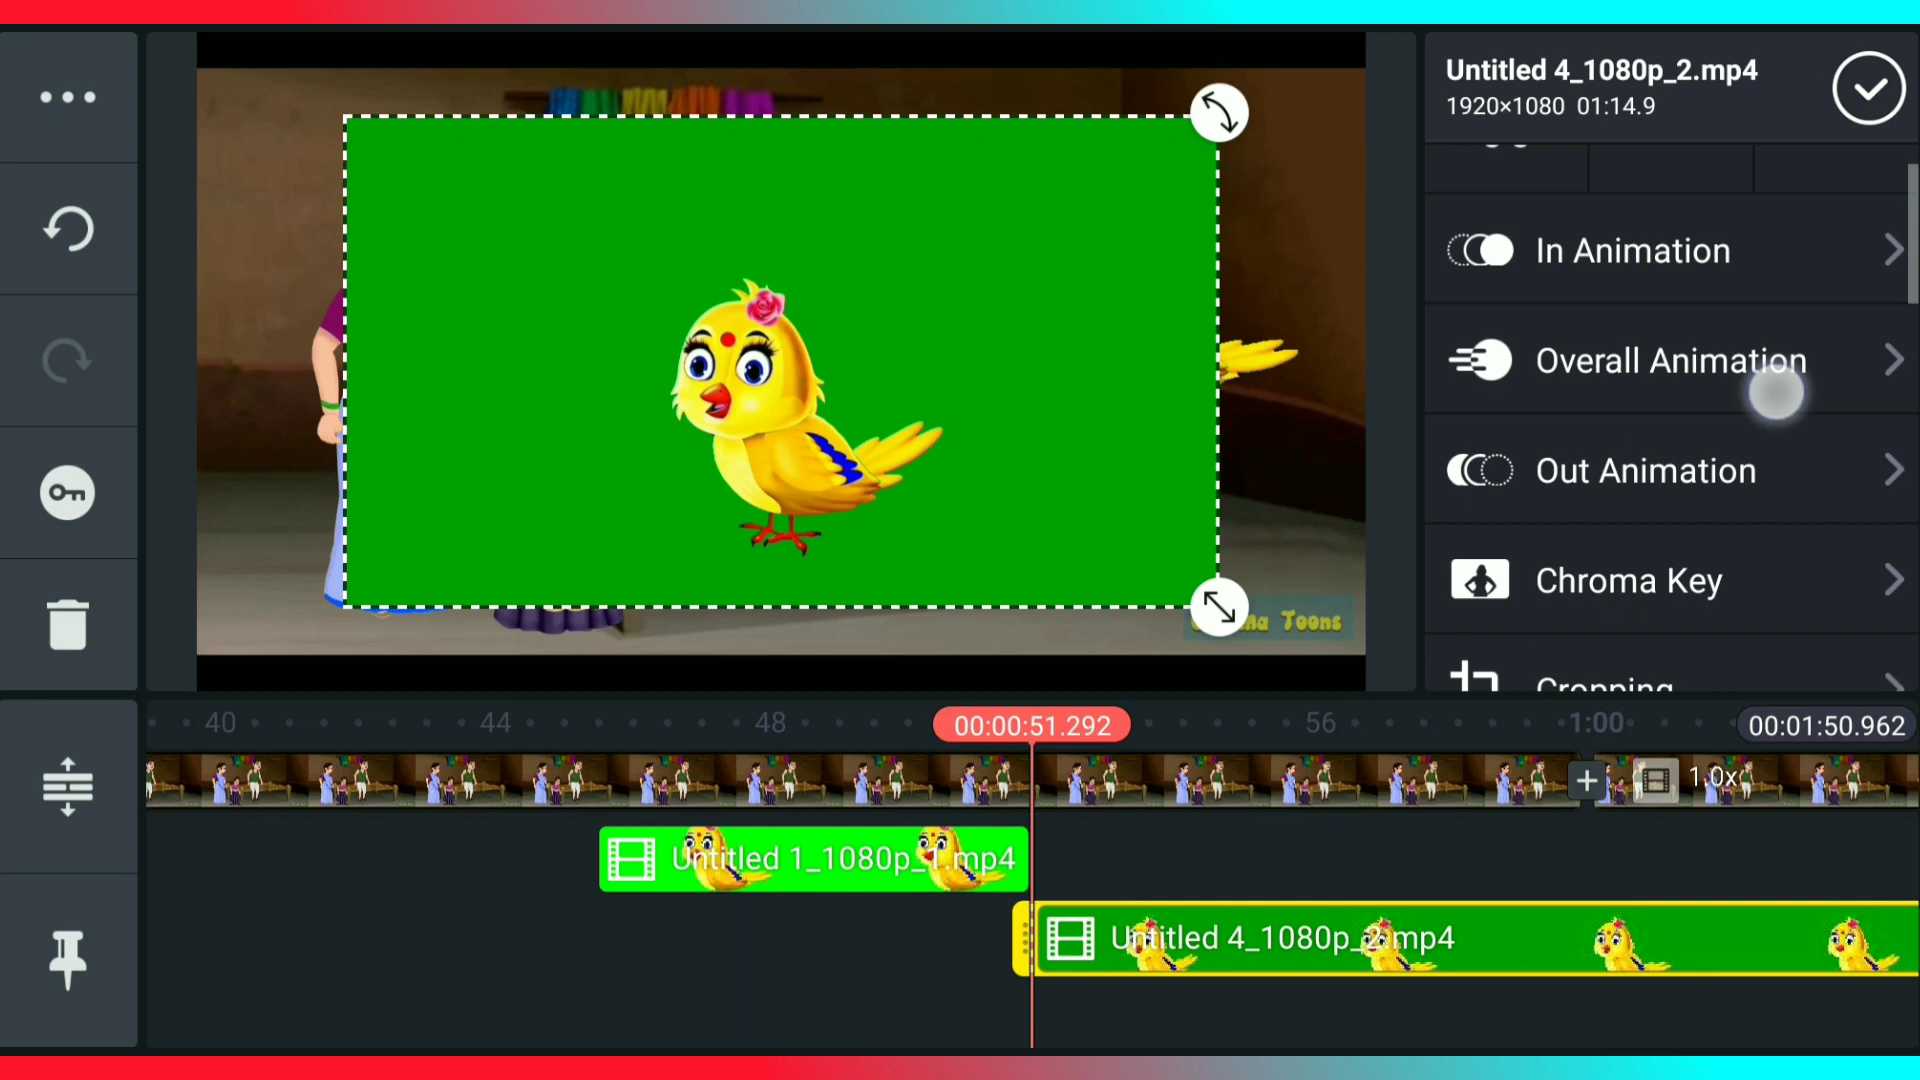 Untitled 4_1080p_2.mp4
1920×1080 01:14.9
In Animation
Overall Animation
Out Animation
Chroma Key
Cropping
Toons
40 44 48 00:00:51.292 56 1:00 00:01:50.962
1.0x
Untitled 1_1080p_1.mp4
Untitled 4_1080p_2.mp4